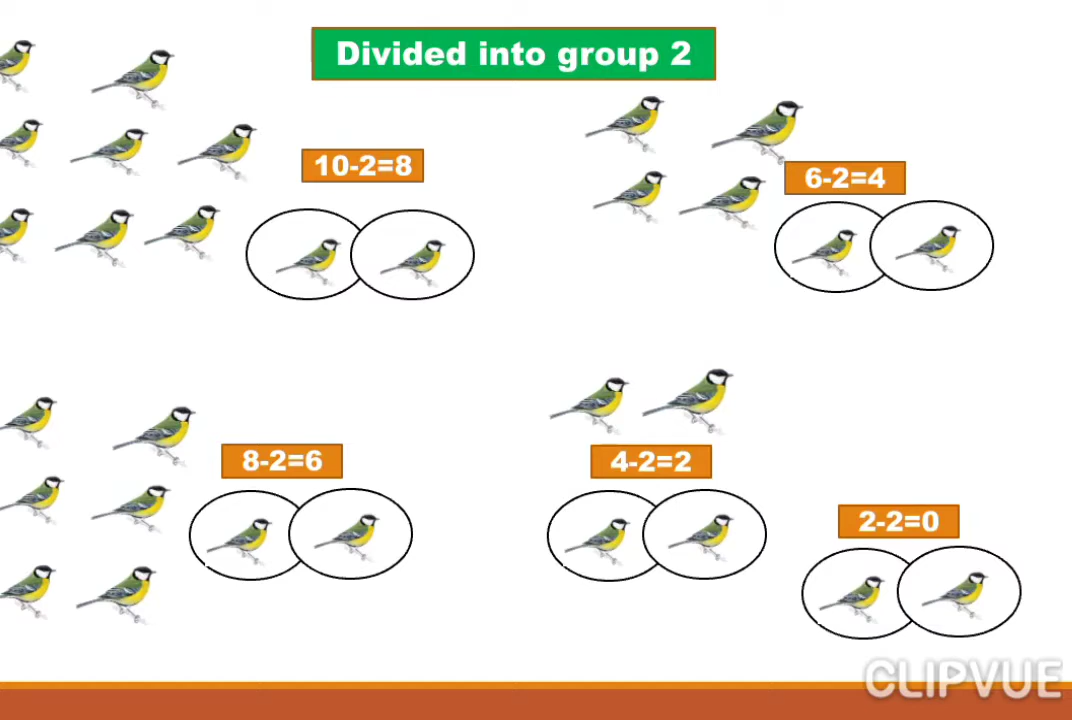 Divided into group 2
10-2=8
6-2=4
8-2=6
4-2=2
2-2=0
CLIPVUE